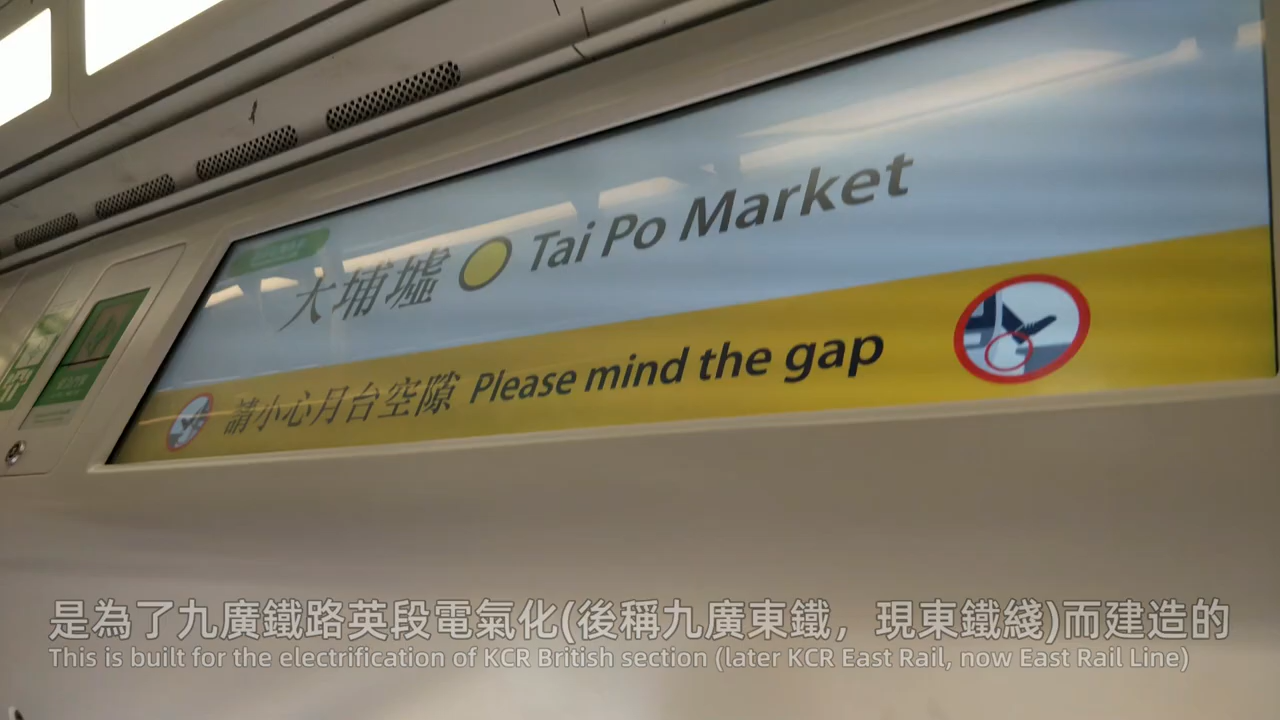 大埔墟 Tai Po Market
請小心月台空隙 Please mind the gap
是為了九廣鐵路英段電氣化(後稱九廣東鐵，現東鐵綫)而建造的
This is built for the electrification of KCR British section (later KCR East Rail, now East Rail Line)